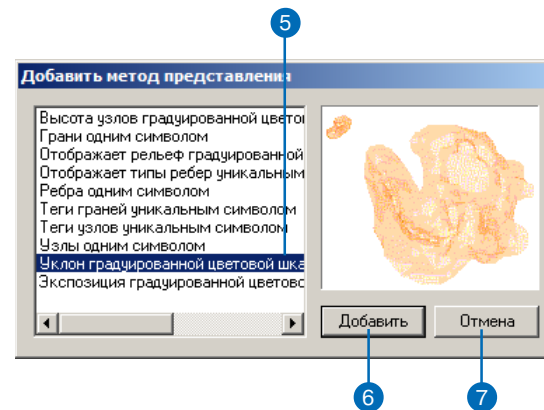 5
Добавить метод представления
Высота узлов градуированной цвето
Грани одним символом
Отображает рельеф градуированной
Отображает типы ребер уникальным
Ребра одним символом
Теги граней уникальным символом
Теги узлов уникальным символом
Узлы одним символом
Уклон градуированной цветовой шка
Экспозиция градуированной цветовс
Добавить
Отмена
6
7